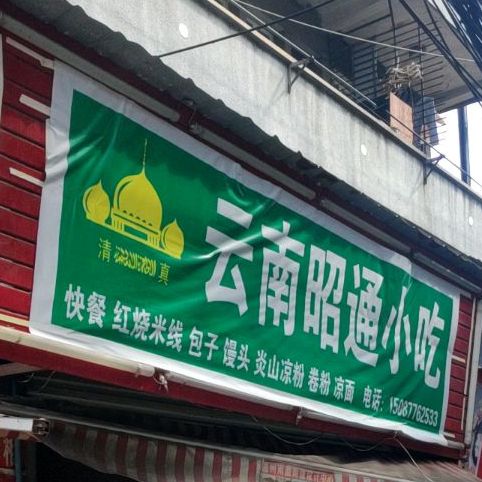 云南昭通小吃
清 真
快餐 红烧米线 包子 馒头 炎山凉粉 卷粉 凉面 电话：15087762533